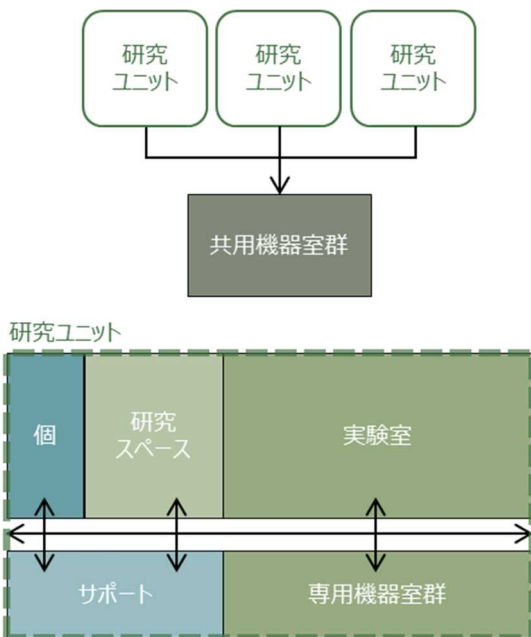 研究
ユニット
研究
ユニット
研究
ユニット
共用機器室群
研究ユニット
個
研究
スペース
実験室
サポート
専用機器室群